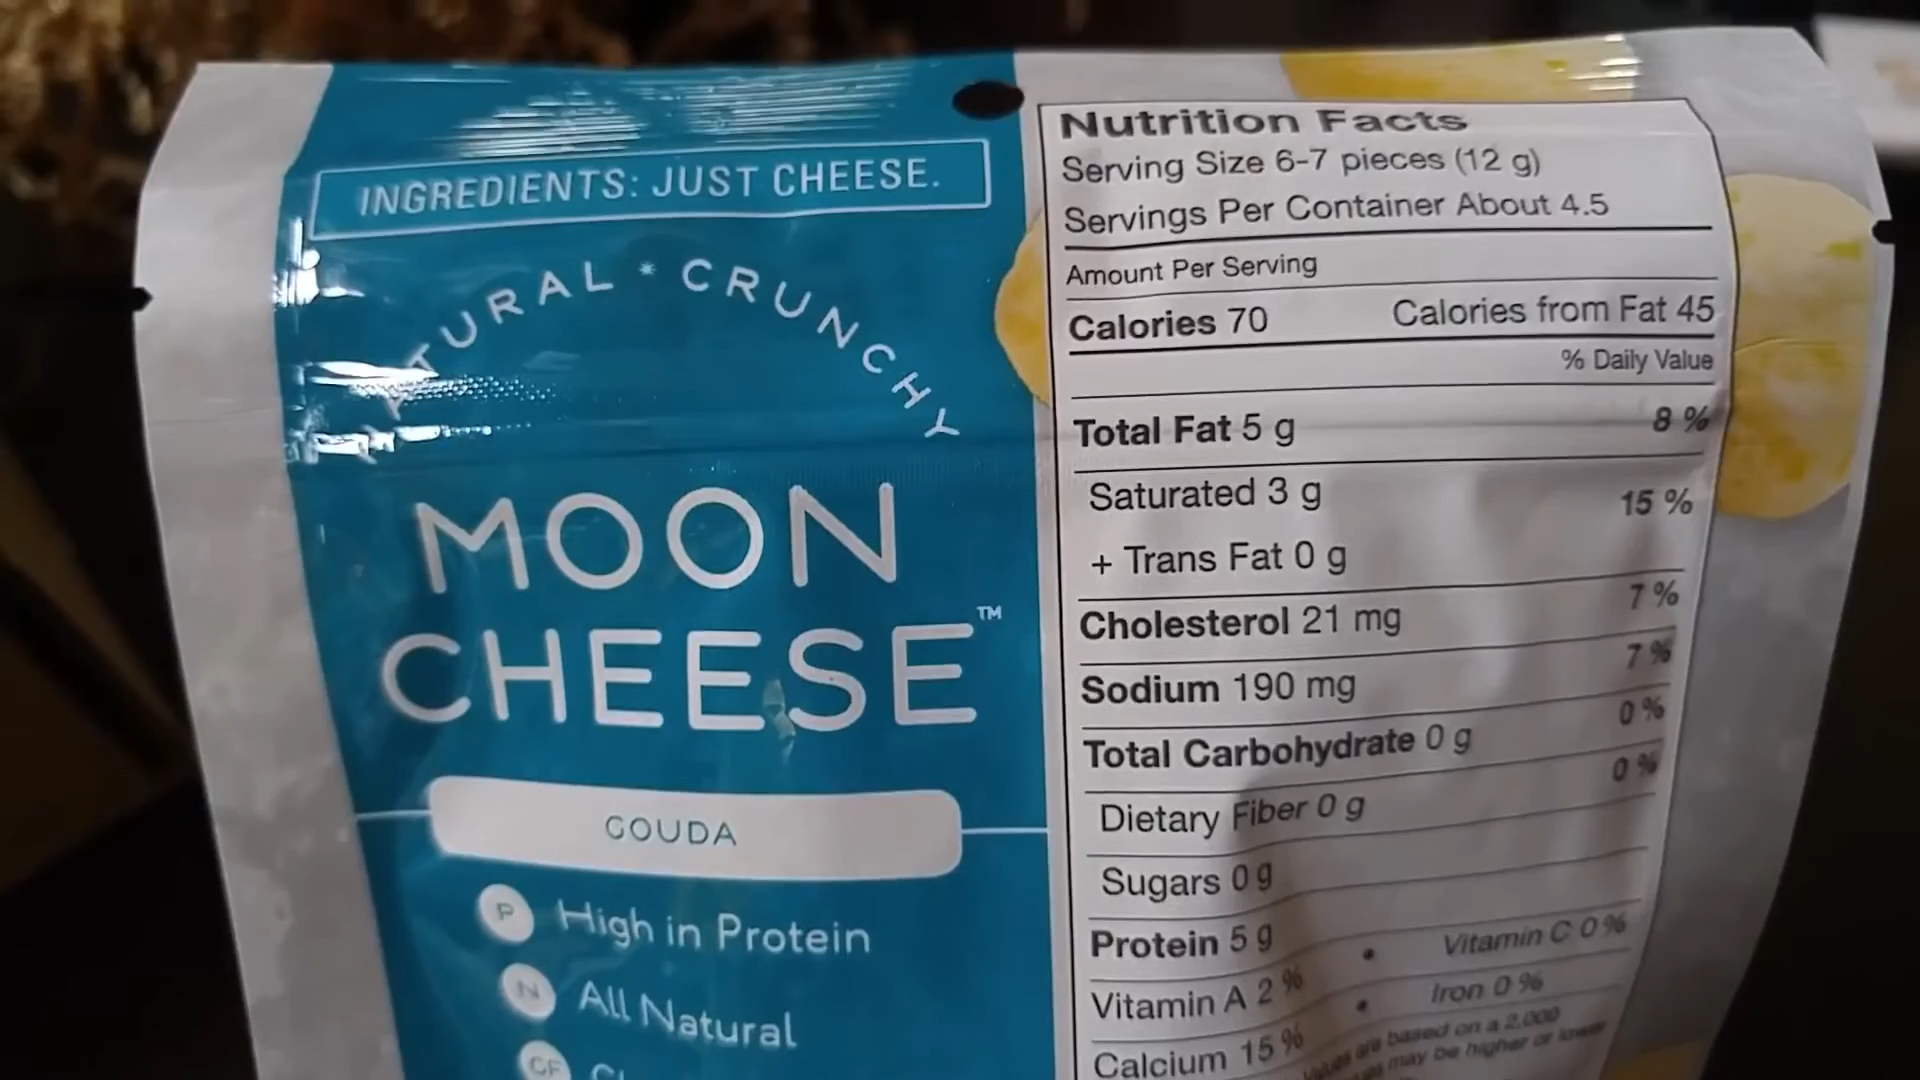 INGREDIENTS: JUST CHEESE.
NATURAL * CRUNCHY
MOON
CHEESE™
GOUDA
P High in Protein
N All Natural
CF
Nutrition Facts
Serving Size 6-7 pieces (12 g)
Servings Per Container About 4.5
Amount Per Serving
Calories 70 Calories from Fat 45
% Daily Value
Total Fat 5 g 8 %
Saturated 3 g 15 %
+ Trans Fat 0 g
Cholesterol 21 mg 7 %
Sodium 190 mg 7 %
Total Carbohydrate 0 g 0 %
Dietary Fiber 0 g 0 %
Sugars 0 g
Protein 5 g
Vitamin A 2 % • Vitamin C 0 %
Calcium 15 % • Iron 0 %
are based on a 2,000
may be higher or lower